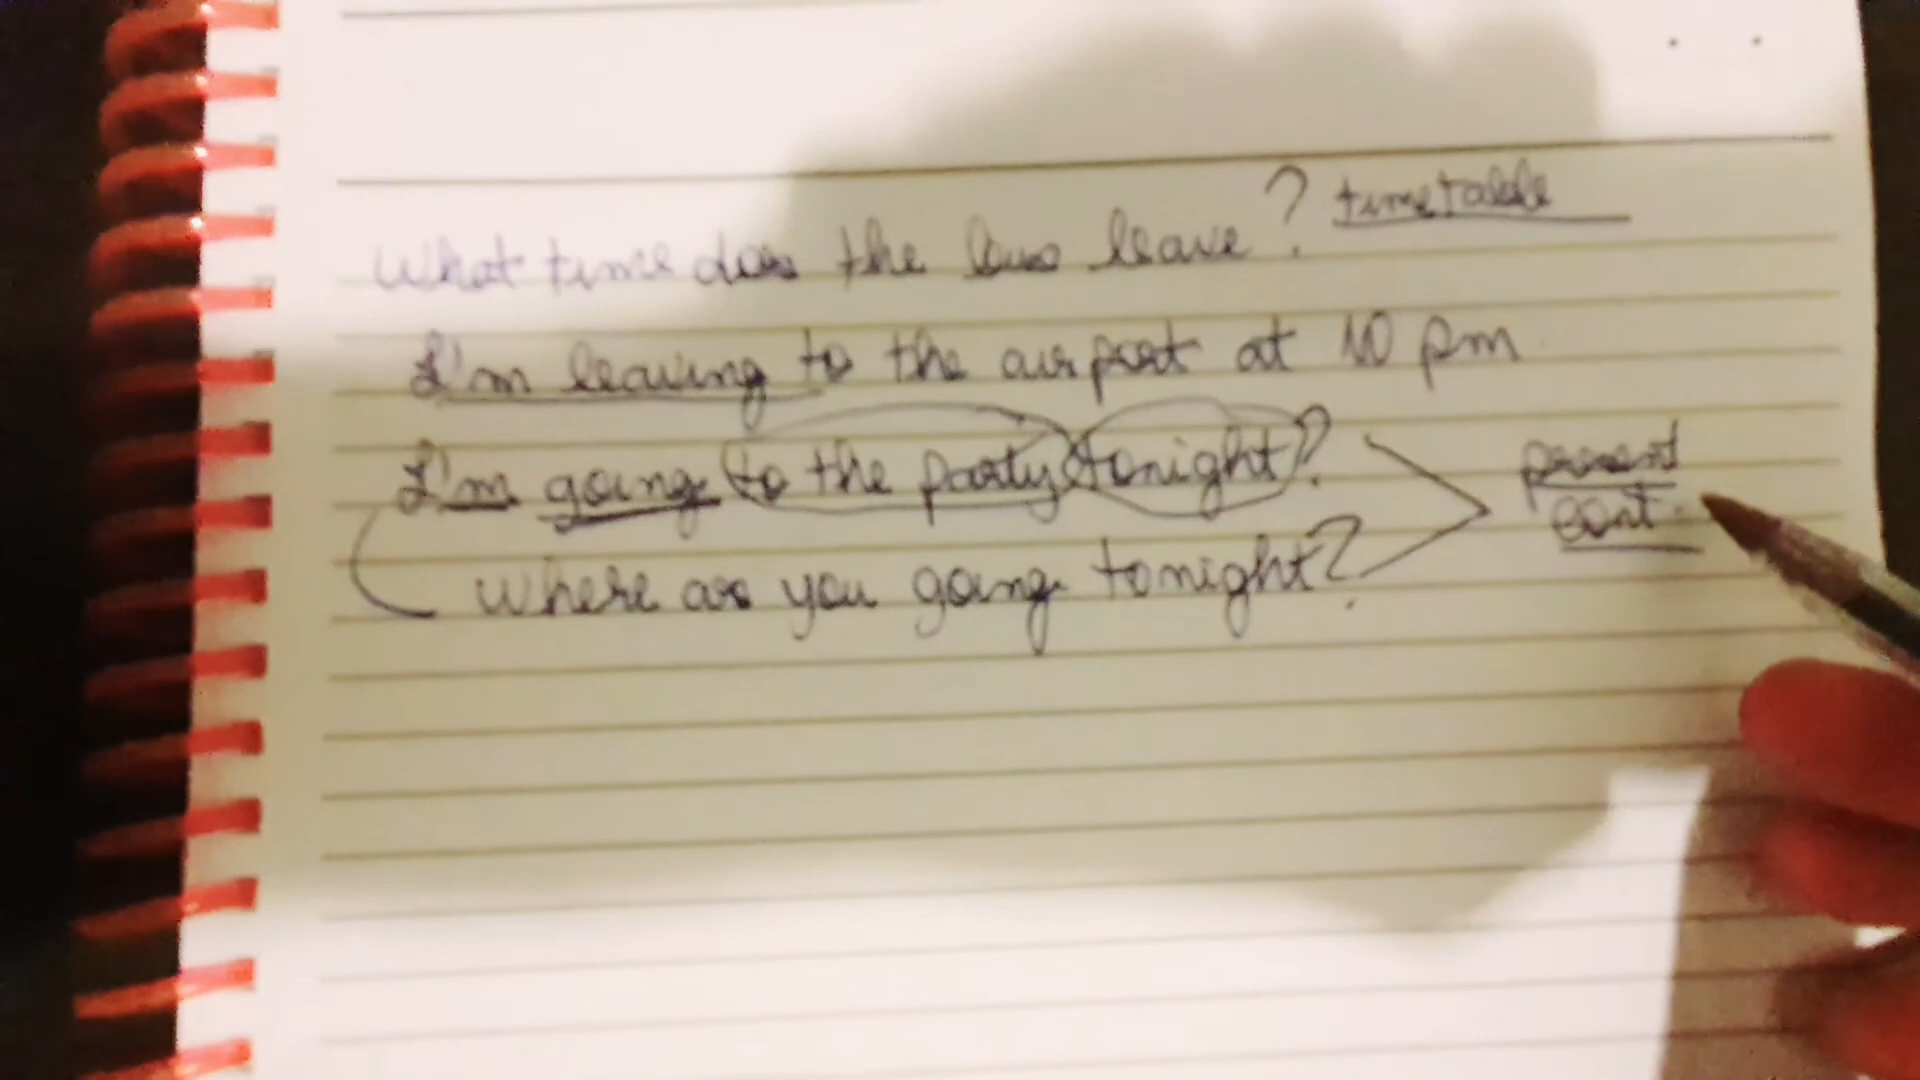 What time does the bus leave? timetable
I'm leaving to the airport at 10 pm
I'm going to the party tonight?
present
cont.
Where are you going tonight?